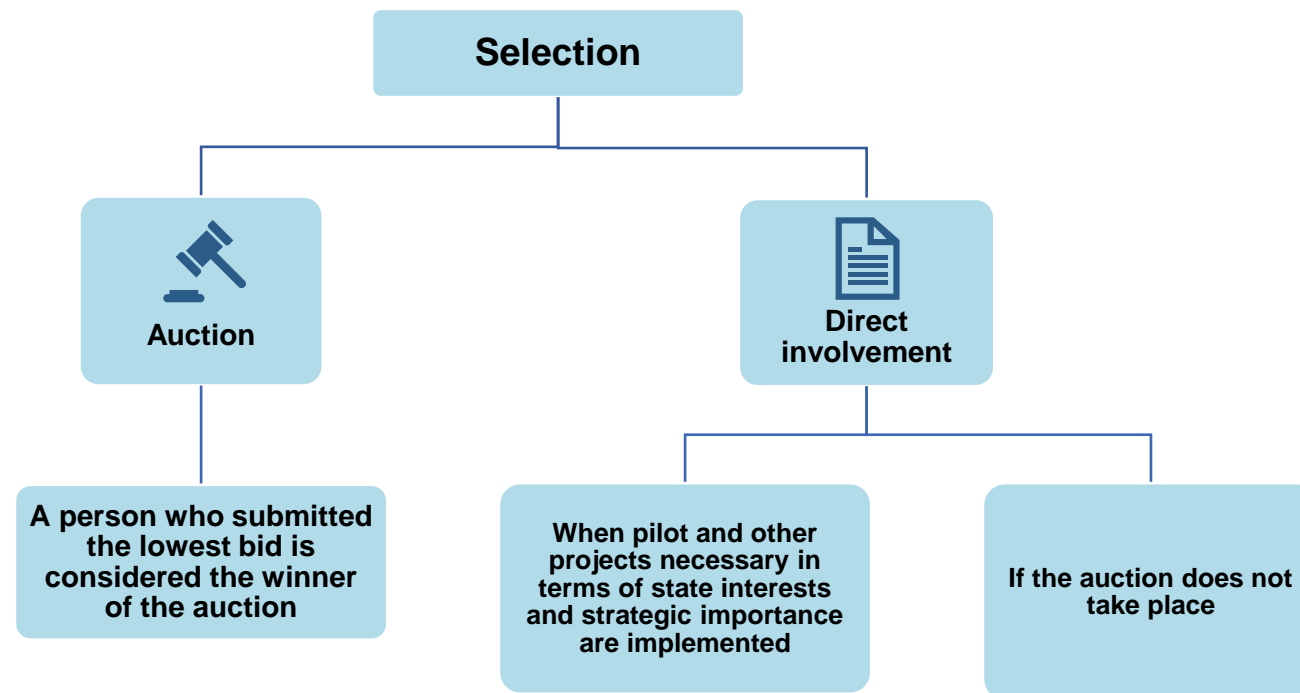 Selection
Auction
Direct
involvement
A person who submitted
the lowest bid is
considered the winner
of the auction
When pilot and other
projects necessary in
terms of state interests
and strategic importance
are implemented
If the auction does not
take place